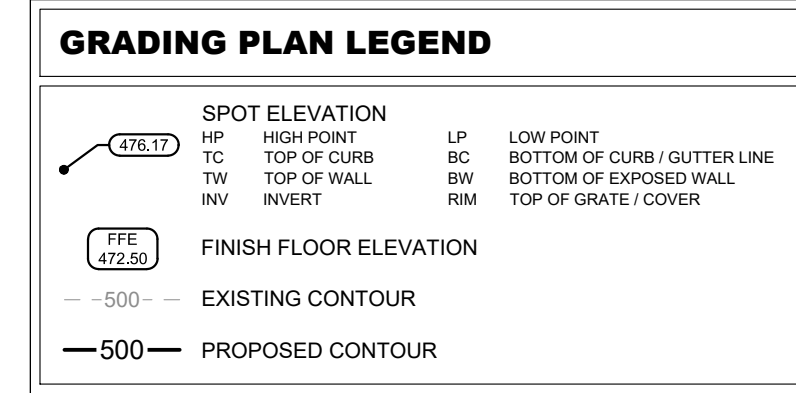 GRADING PLAN LEGEND
SPOT ELEVATION
476.17
HP HIGH POINT LP LOW POINT
TC TOP OF CURB BC BOTTOM OF CURB / GUTTER LINE
TW TOP OF WALL BW BOTTOM OF EXPOSED WALL
INV INVERT RIM TOP OF GRATE / COVER
FFE
472.50
FINISH FLOOR ELEVATION
500 EXISTING CONTOUR
500 PROPOSED CONTOUR